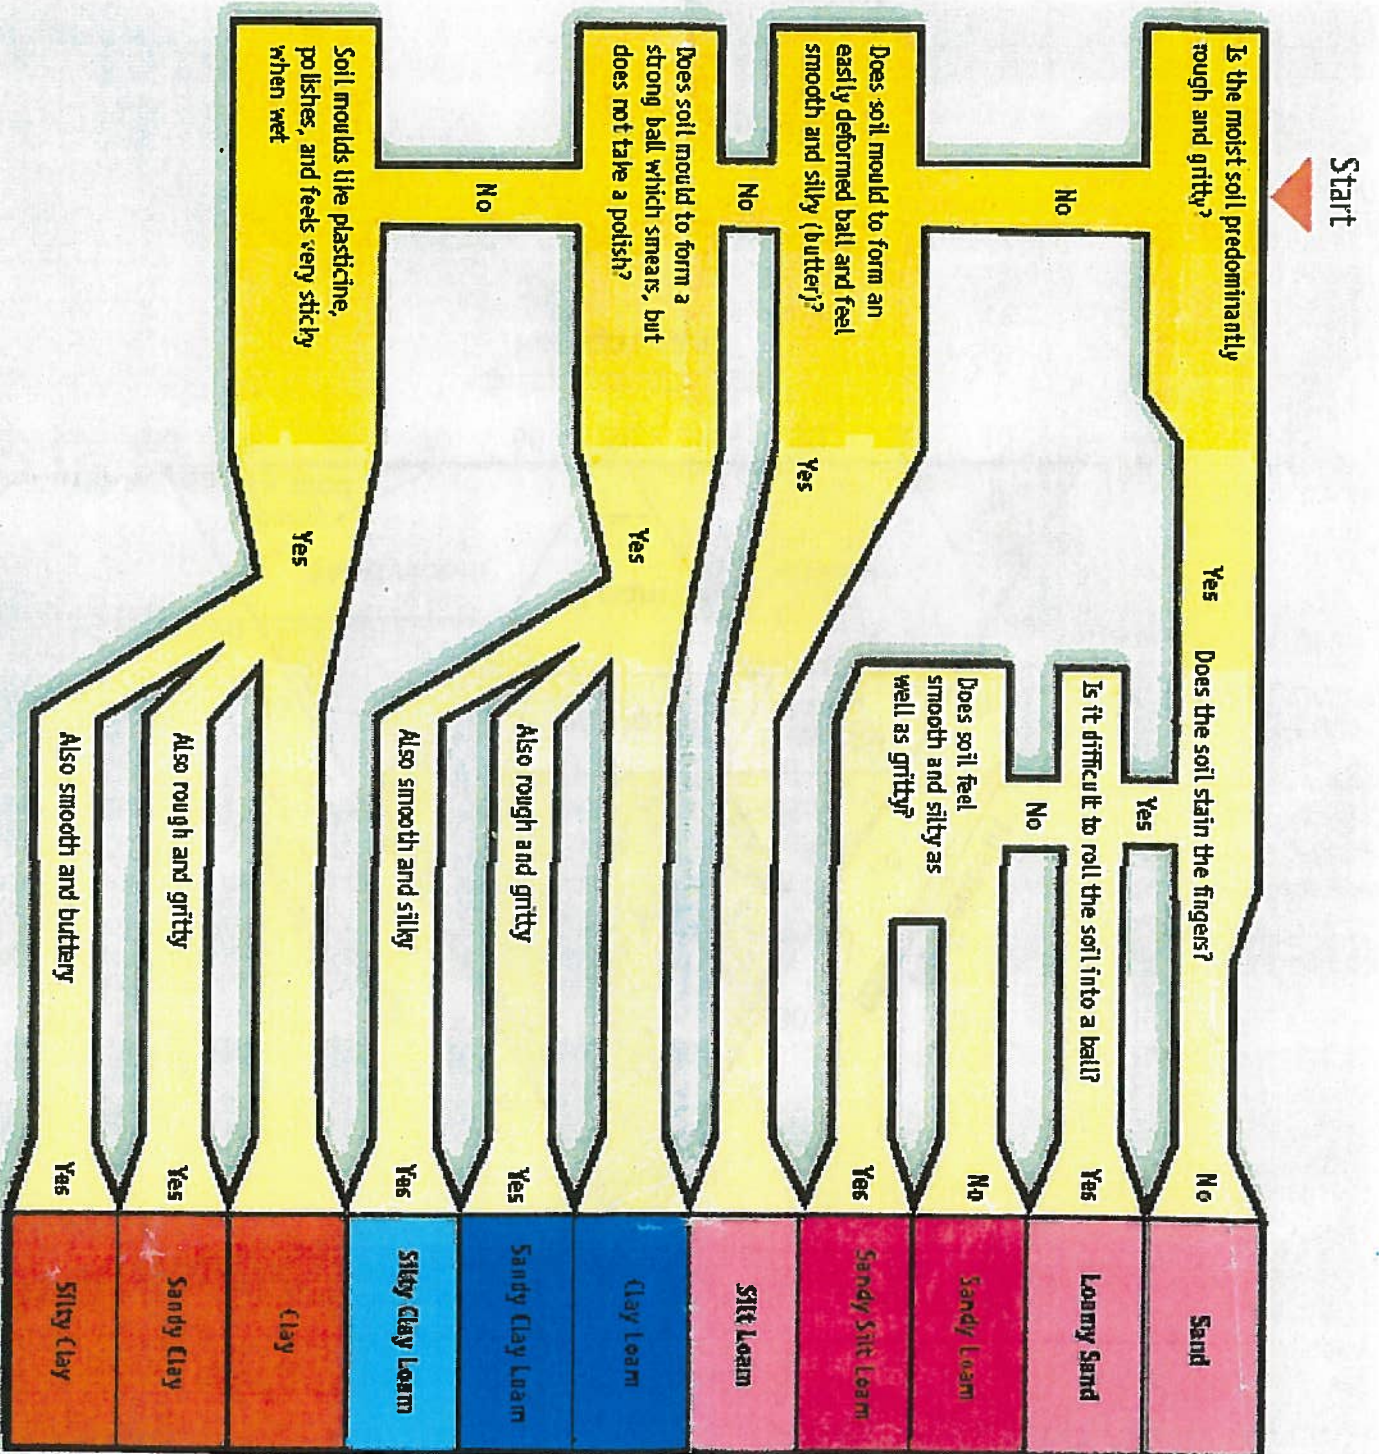 Start
Is the moist soil predominantly
rough and gritty?
Yes
Does the soil stain the fingers?
No
Sand
Yes
Is it difficult to roll the soil into a ball?
Yes
Loamy Sand
No
Does soil feel
smooth and silty as
well as gritty?
No
Sandy Loam
Yes
Sandy Silt Loam
No
Does soil mould to form an
easily deformed ball and feel
smooth and silky (butter)?
Yes
Silt Loam
No
Does soil mould to form a
strong ball which smears, but
does not take a polish?
Yes
Clay Loam
Also rough and gritty
Yes
Sandy Clay Loam
Also smooth and silky
Yes
Silty Clay Loam
No
Soil moulds like plasticine,
polishes, and feels very sticky
when wet
Yes
Clay
Also rough and gritty
Yes
Sandy Clay
Also smooth and buttery
Yes
Silty Clay